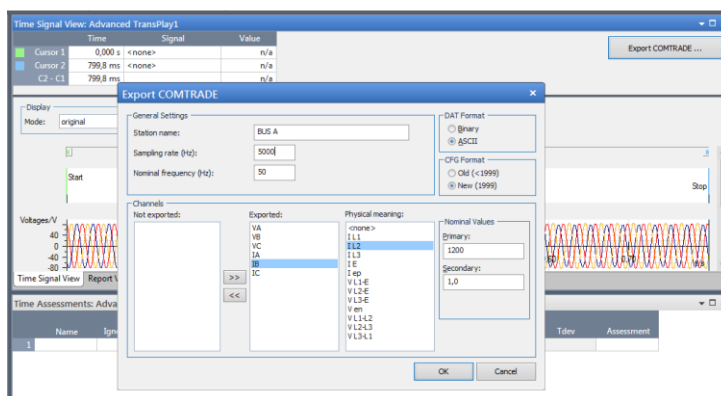 Time Signal View: Advanced TransPlay1
Time Signal Value
Cursor 1 0,000 s <none> n/a
Cursor 2 799,8 ms <none> n/a
C2 - C1 799,8 ms n/a
Export COMTRADE ...
Display
Mode: original
Start
Stop
Voltages/V
40
0
-40
-80
0,70
Time Signal View Report V
Time Assessments: Adva
Name Igno Tdev Assessment
1
Export COMTRADE
General Settings
Station name: BUS A
Sampling rate (Hz): 5000
Nominal frequency (Hz): 50
DAT Format
Binary
ASCII
CFG Format
Old (<1999)
New (1999)
Channels
Not exported:
>>
<<
Exported:
VA
VB
VC
IA
IB
IC
Physical meaning:
<none>
I L1
I L2
I L3
I E
I ep
V L1-E
V L2-E
V L3-E
V en
V L1-L2
V L2-L3
V L3-L1
Nominal Values
Primary:
1200
Secondary:
1,0
OK Cancel